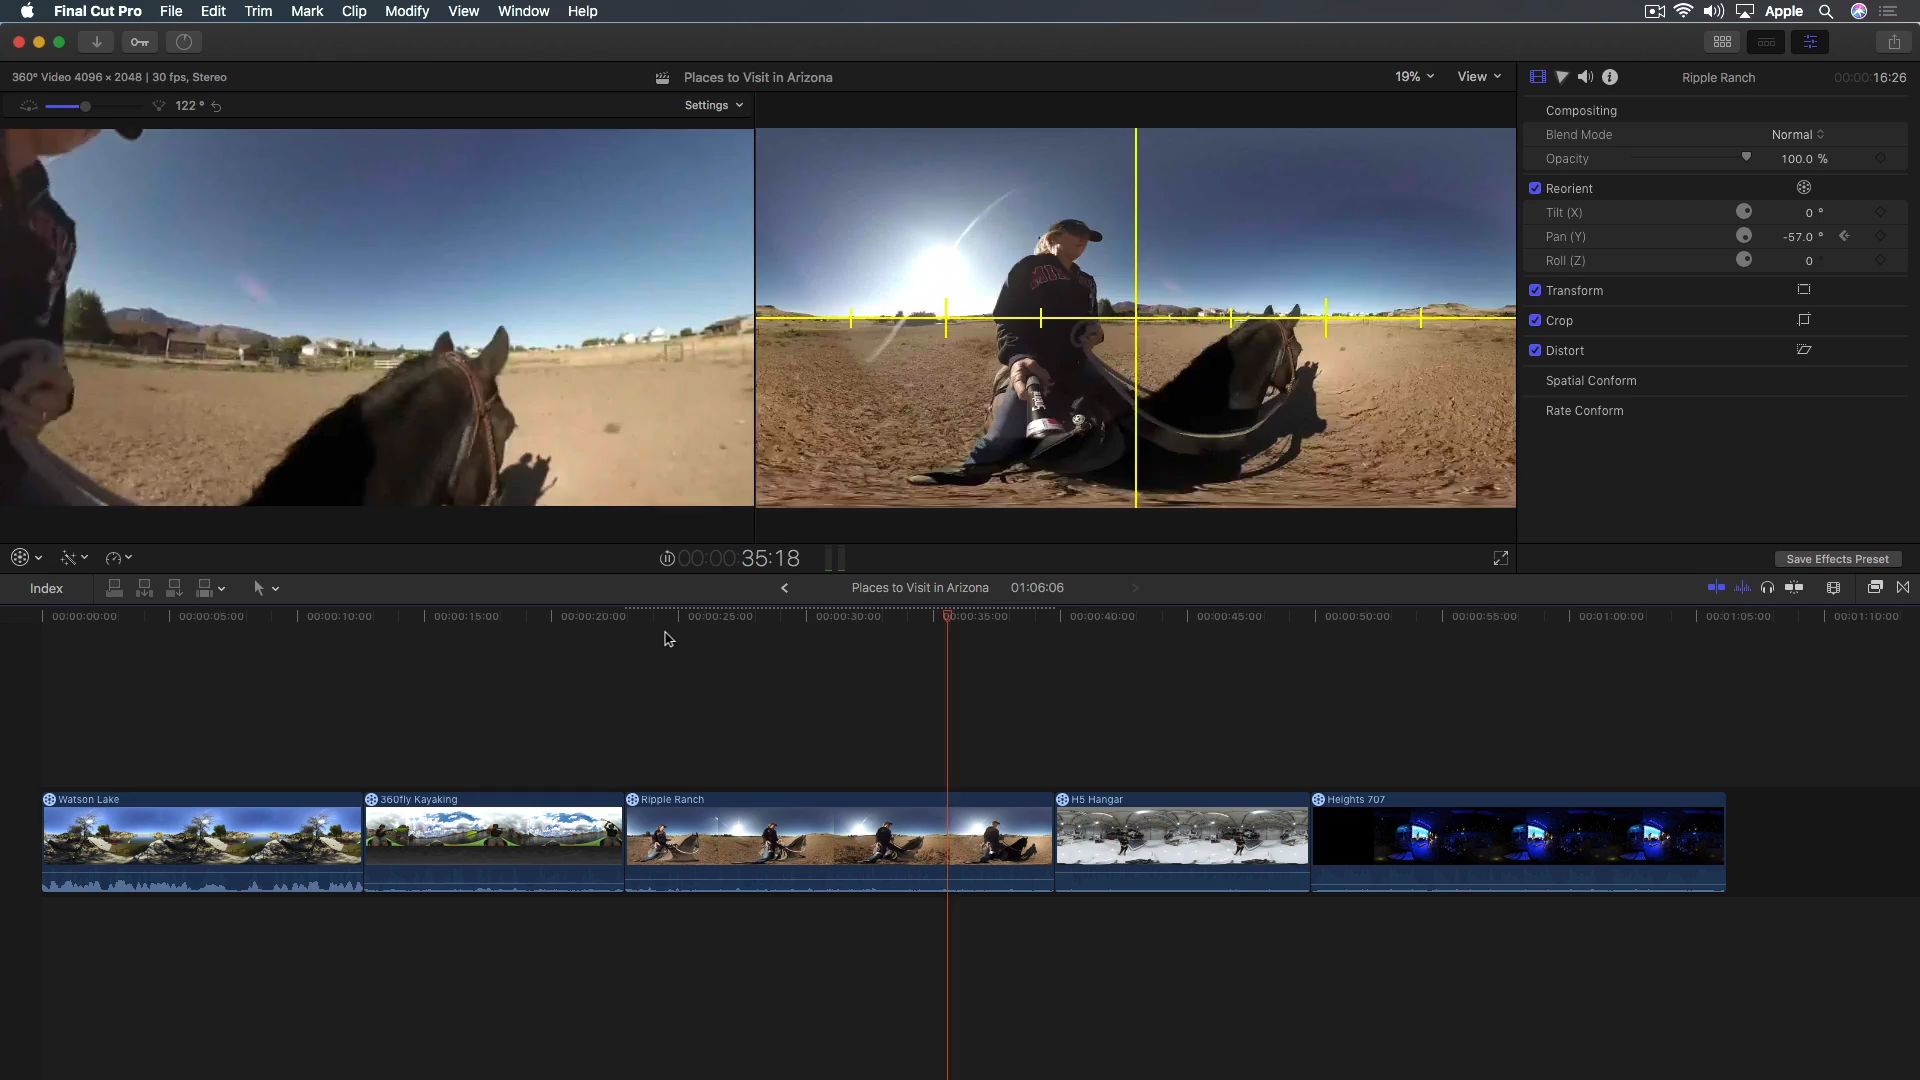 Final Cut Pro File Edit Trim Mark Clip Modify View Window Help Apple
360° Video 4096 × 2048 | 30 fps, Stereo Places to Visit in Arizona 19% View Ripple Ranch 00:00:16:26
122° Settings
Compositing
Blend Mode Normal
Opacity 100.0 %
Reorient
Tilt (X) 0 °
Pan (Y) -57.0 °
Roll (Z) 0
Transform
Crop
Distort
Spatial Conform
Rate Conform
00:00:00:35:18 Save Effects Preset
Index Places to Visit in Arizona 01:06:06
00:00:00:00 00:00:05:00 00:00:10:00 00:00:15:00 00:00:20:00 00:00:25:00 00:00:30:00 00:00:35:00 00:00:40:00 00:00:45:00 00:00:50:00 00:00:55:00 00:01:00:00 00:01:05:00 00:01:10:00
Watson Lake 360fly Kayaking Ripple Ranch H5 Hangar Heights 707